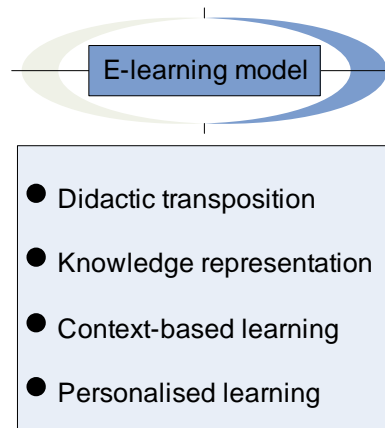 E-learning model
● Didactic transposition
● Knowledge representation
● Context-based learning
● Personalised learning